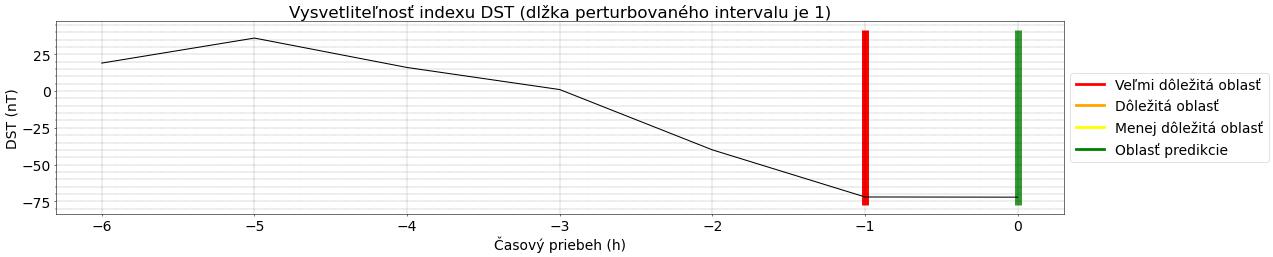 Vysvetliteľnosť indexu DST (dĺžka perturbovaného intervalu je 1)
DST (nT)
25
0
−25
−50
−75
−6 −5 −4 −3 −2 −1 0
Časový priebeh (h)
Veľmi dôležitá oblasť
Dôležitá oblasť
Menej dôležitá oblasť
Oblasť predikcie